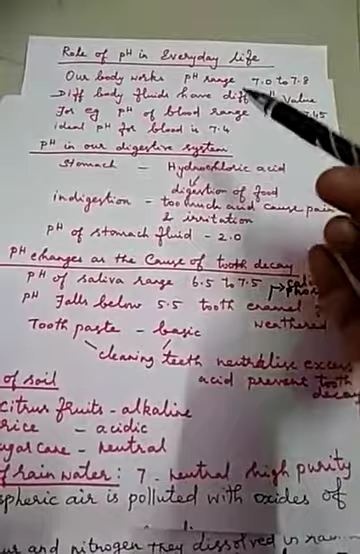 Role of pH in Everyday life
Our body works pH range 7.0 to 7.8
Diff body fluids have diff value
for eg pH of blood range 7.45
ideal pH for blood is 7.4
pH in our digestive system
Stomach - Hydrochloric acid
digestion of food
indigestion - too much acid cause pain
& irritation
pH of stomach fluid - 2.0
pH changes as the Cause of tooth decay
pH of saliva range 6.5 to 7.5
pH Falls below 5.5 tooth enamel
weathered
Tooth paste - basic
cleaning teeth neutralise excess
acid prevent tooth
decay
of soil
citrus fruits - alkaline
rice - acidic
neutral
of rain water : 7 - neutral high purity
spheric air is polluted with oxides of
and nitrogen they dissolved in